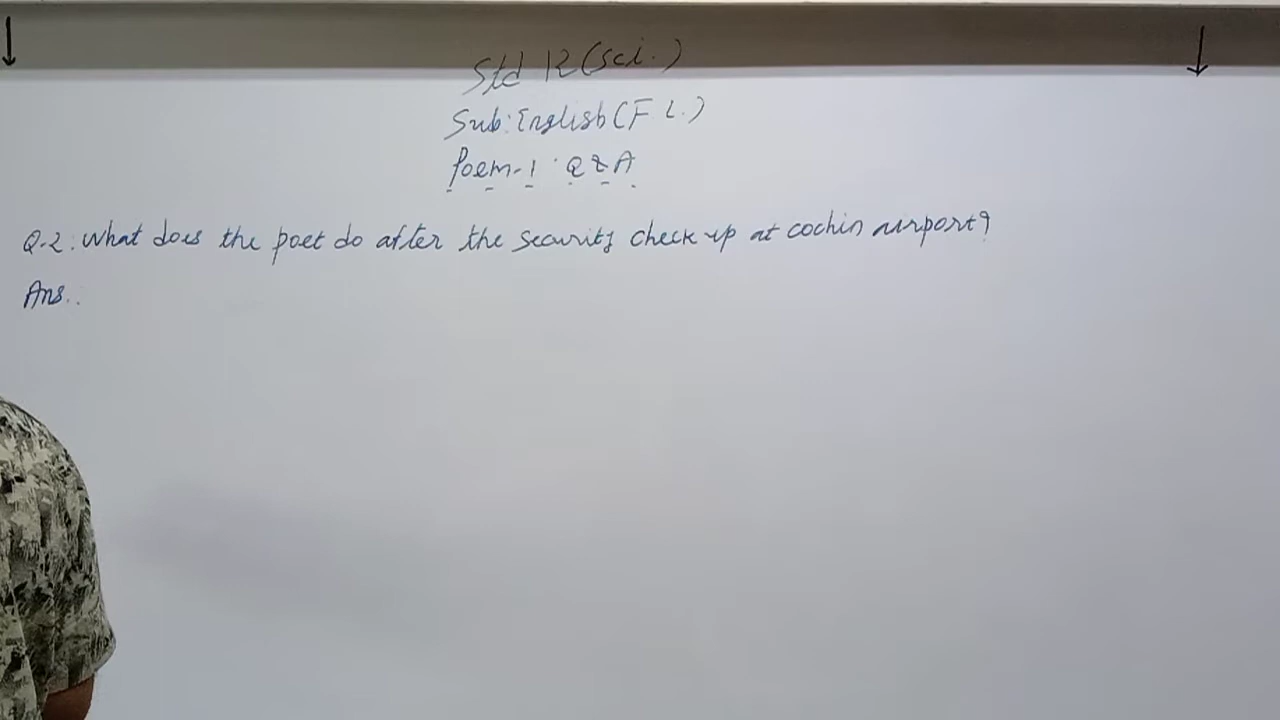 Std 12 (Sci.)
Sub: English (F L.)
Poem-1 : Q & A
Q.2: What does the poet do after the security check up at cochin airport?
Ans..